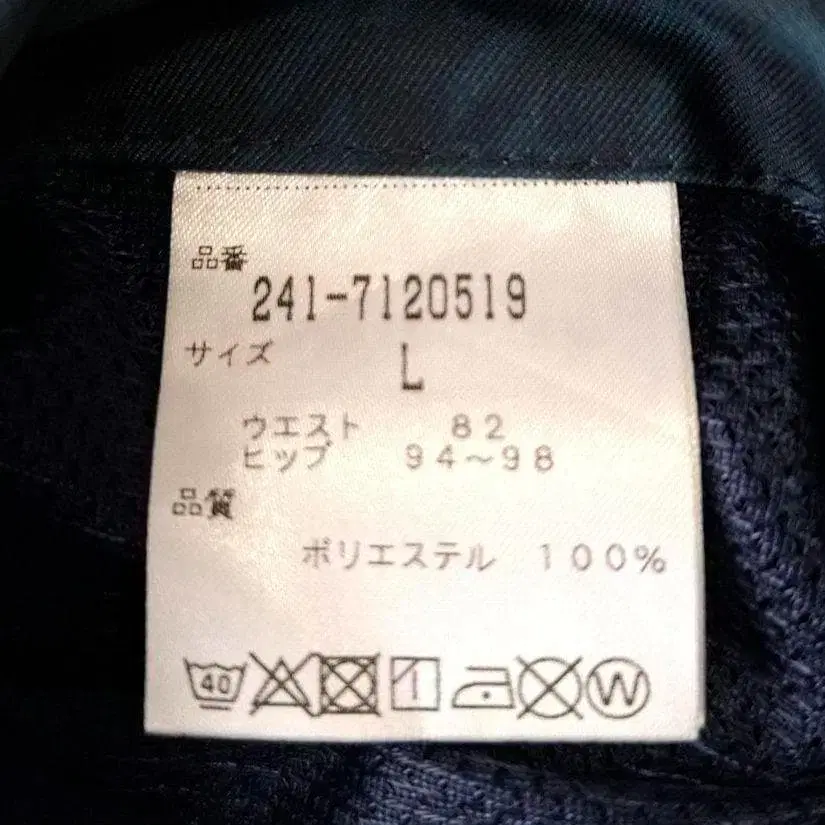 品番
241-7120519
サイズ L
ウエスト 82
ヒップ 94～98
品質
ポリエステル 100%
40 W